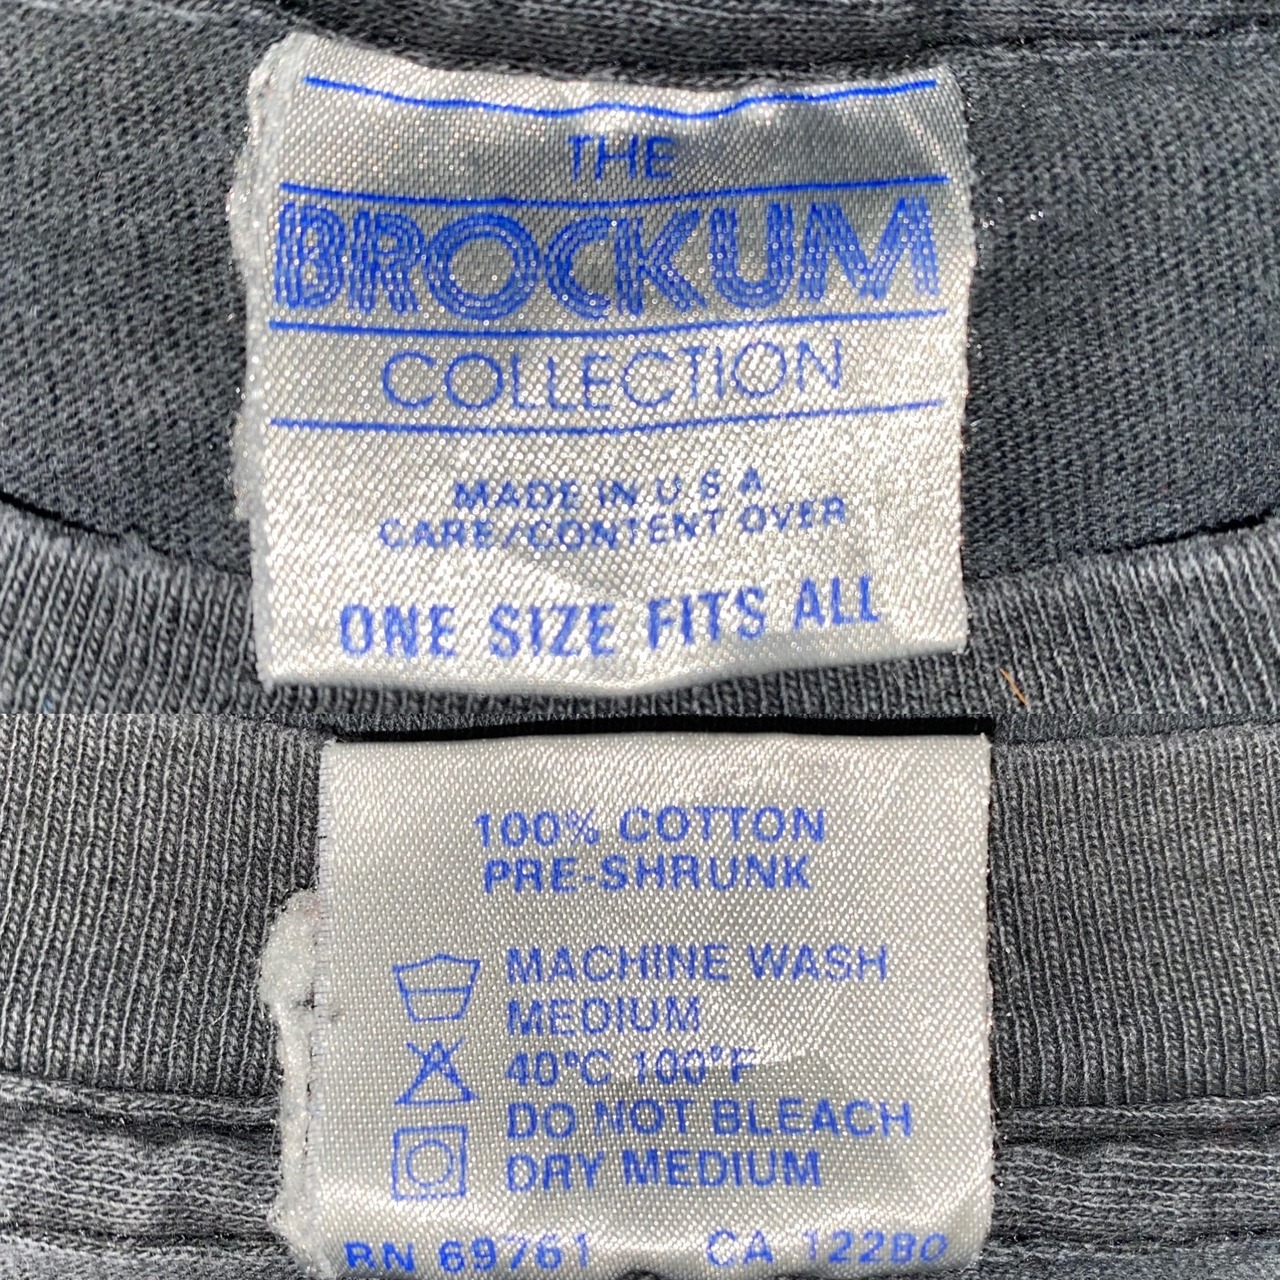 THE
BROCKUM
COLLECTION
MADE IN U S A
CARE/CONTENT OVER
ONE SIZE FITS ALL
100% COTTON
PRE-SHRUNK
MACHINE WASH
MEDIUM
40°C 100°F
DO NOT BLEACH
DRY MEDIUM
RN 69761 CA 12280